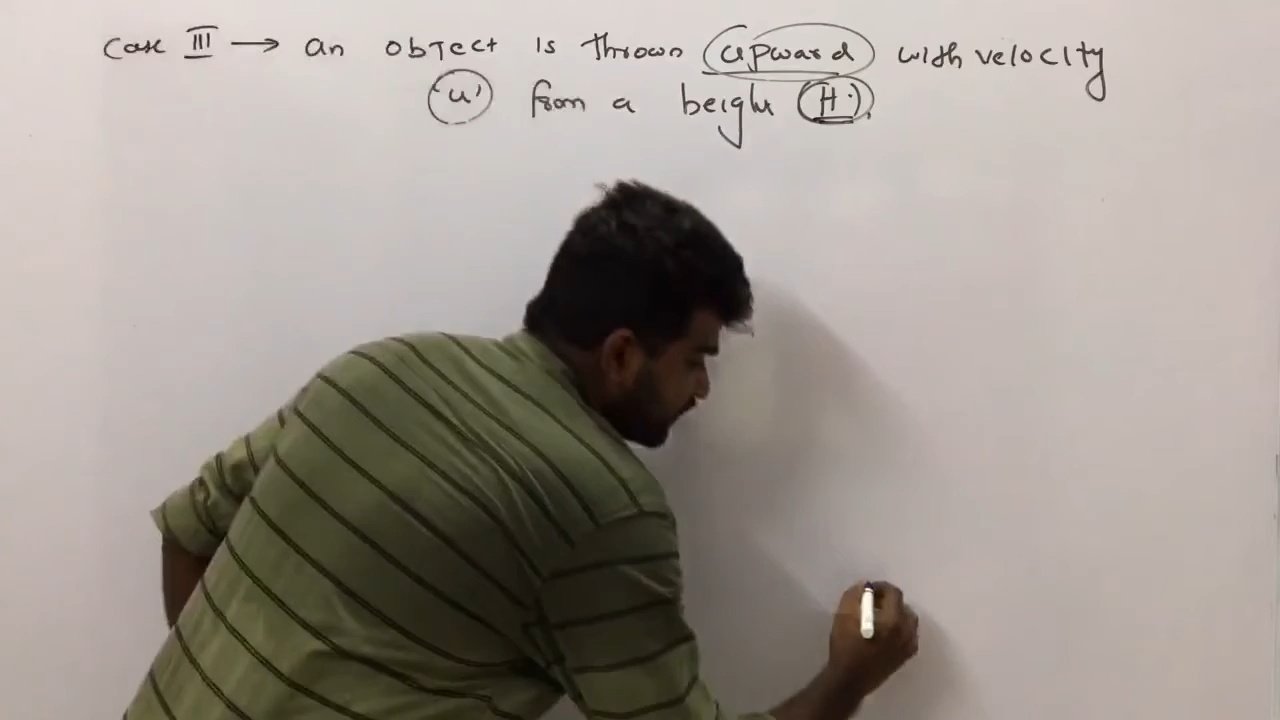 Case III → an object is thrown upward with velocity
'u' from a height (H).